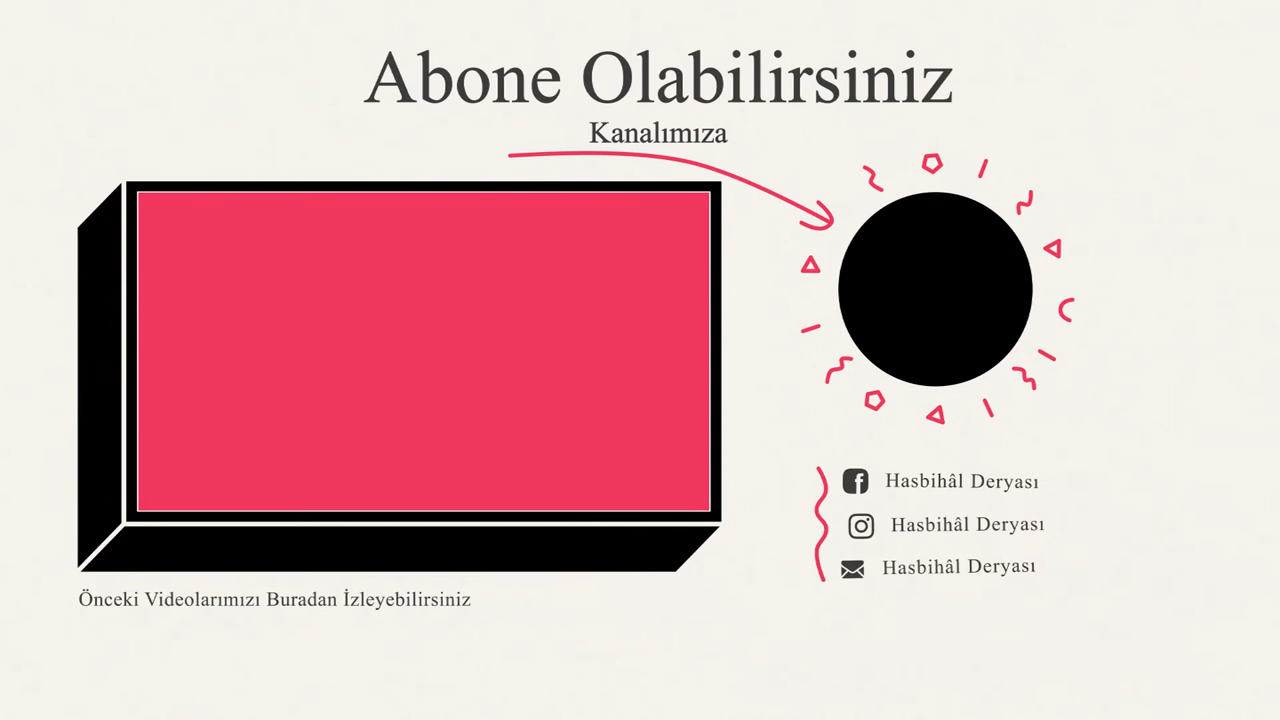 Abone Olabilirsiniz
Kanalımıza
Hasbihâl Deryası
Hasbihâl Deryası
Hasbihâl Deryası
Önceki Videolarımızı Buradan İzleyebilirsiniz